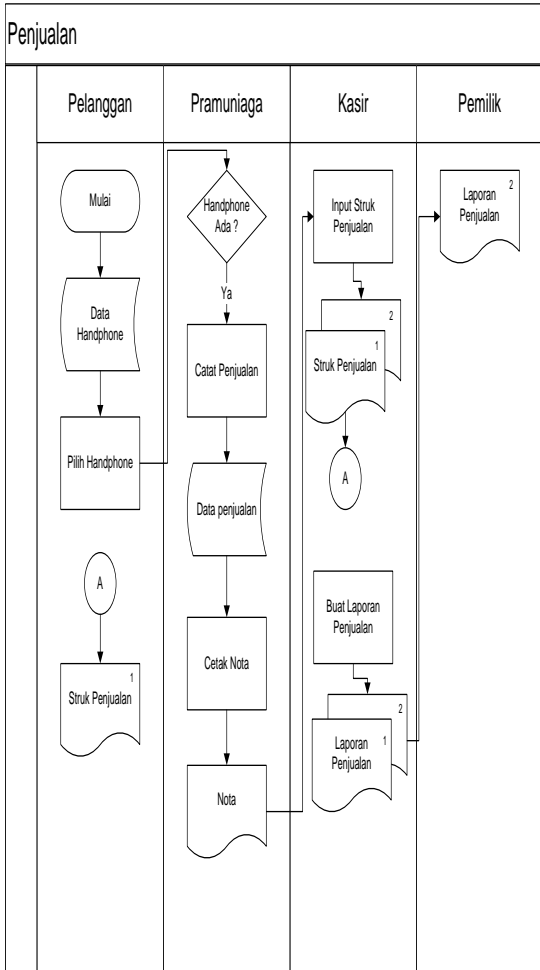 Penjualan
Pelanggan
Pramuniaga
Kasir
Pemilik
Mulai
Data
Handphone
Pilih Handphone
A
1
Struk Penjualan
Handphone
Ada ?
Ya
Catat Penjualan
Data penjualan
Cetak Nota
Nota
Input Struk
Penjualan
2
1
Struk Penjualan
A
Buat Laporan
Penjualan
2
1
Laporan
Penjualan
2
Laporan
Penjualan